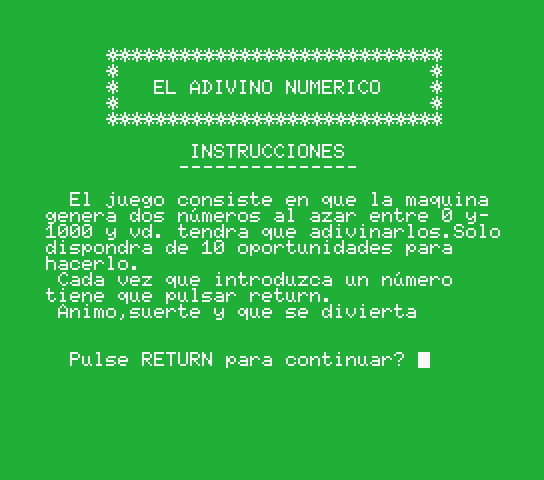 ****************************
*                          *
*   EL ADIVINO NUMERICO    *
*                          *
****************************
INSTRUCCIONES
---------------
El juego consiste en que la maquina
genera dos números al azar entre 0 y-
1000 y vd. tendra que adivinarlos.Solo
dispondra de 10 oportunidades para
hacerlo.
Cada vez que introduzca un número
tiene que pulsar return.
Animo,suerte y que se divierta
Pulse RETURN para continuar?